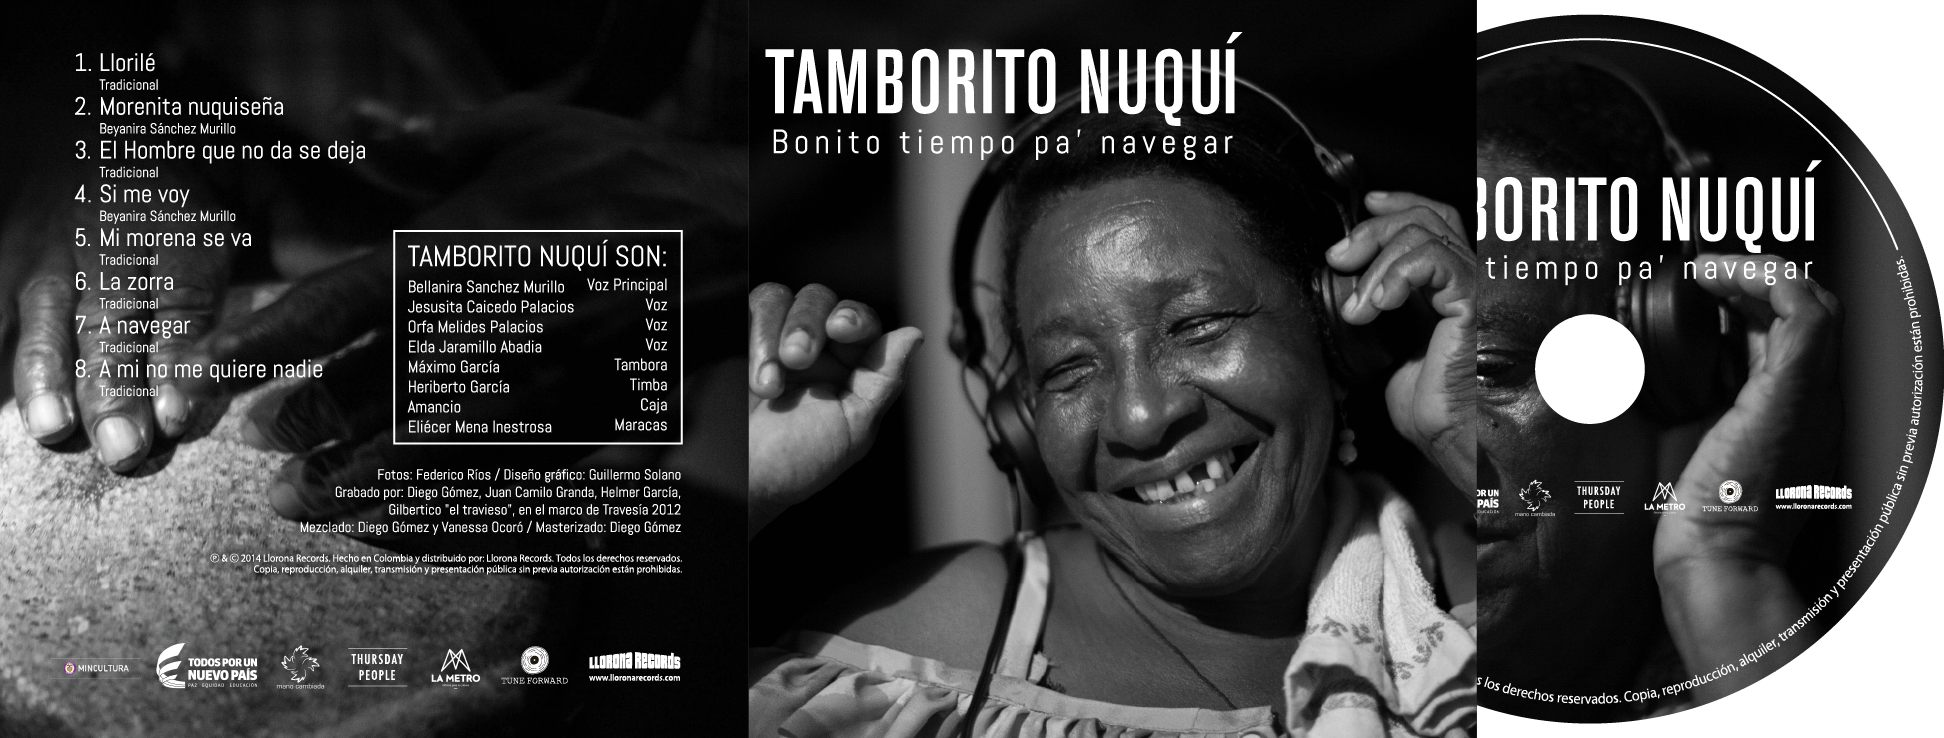 1. Llorilé
Tradicional
2. Morenita nuquiseña
Beyanira Sánchez Murillo
3. El Hombre que no da se deja
Tradicional
4. Si me voy
Beyanira Sánchez Murillo
5. Mi morena se va
Tradicional
6. La zorra
Tradicional
7. A navegar
Tradicional
8. A mi no me quiere nadie
Tradicional
TAMBORITO NUQUÍ SON:
Bellanira Sanchez Murillo Voz Principal
Jesusita Caicedo Palacios Voz
Orfa Melides Palacios Voz
Elda Jaramillo Abadia Voz
Máximo García Tambora
Heriberto García Timba
Amancio Caja
Eliécer Mena Inestrosa Maracas
Fotos: Federico Ríos / Diseño gráfico: Guillermo Solano
Grabado por: Diego Gómez, Juan Camilo Granda, Helmer García,
Gilbertico "el travieso", en el marco de Travesía 2012
Mezclado: Diego Gómez y Vanessa Ocoró / Masterizado: Diego Gómez
℗ & © 2014 Llorona Records. Hecho en Colombia y distribuido por: Llorona Records. Todos los derechos reservados.
Copia, reproducción, alquiler, transmisión y presentación pública sin previa autorización están prohibidas.
MINCULTURA
TODOS POR UN
NUEVO PAÍS
PAZ EQUIDAD EDUCACIÓN
mano cambiada
THURSDAY
PEOPLE
LA METRO
TUNE FORWARD
LLORONA RECORDS
www.lloronarecords.com
TAMBORITO NUQUÍ
Bonito tiempo pa' navegar
BORITO NUQUÍ
tiempo pa' navegar
OR UN
PAÍS
EDUCACIÓN
mano cambiada
THURSDAY
PEOPLE
LA METRO
TUNE FORWARD
LLORONA RECORDS
www.lloronarecords.com
s los derechos reservados. Copia, reproducción, alquiler, transmisión y presentación pública sin previa autorización están prohibidas.